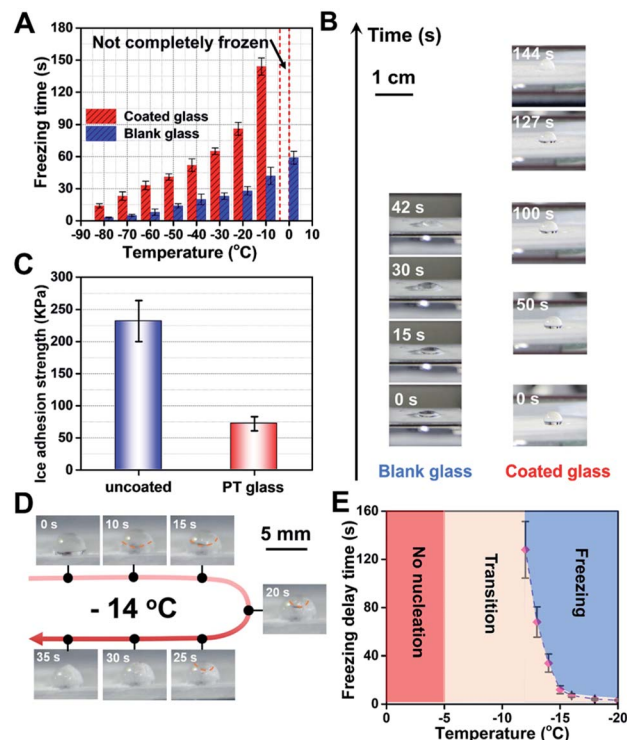 A
Not completely frozen
Freezing time (s)
180
150
120
90
60
30
0
Coated glass
Blank glass
-90 -80 -70 -60 -50 -40 -30 -20 -10 0 10
Temperature (°C)
B
Time (s)
1 cm
144 s
127 s
100 s
50 s
0 s
42 s
30 s
15 s
0 s
Blank glass
Coated glass
C
Ice adhesion strength (KPa)
300
250
200
150
100
50
0
uncoated
PT glass
D
0 s
10 s
15 s
5 mm
- 14 °C
20 s
35 s
30 s
25 s
E
Freezing delay time (s)
160
120
80
40
0
No nucleation
Transition
Freezing
0 -5 -12 -16 -20
Temperature (°C)